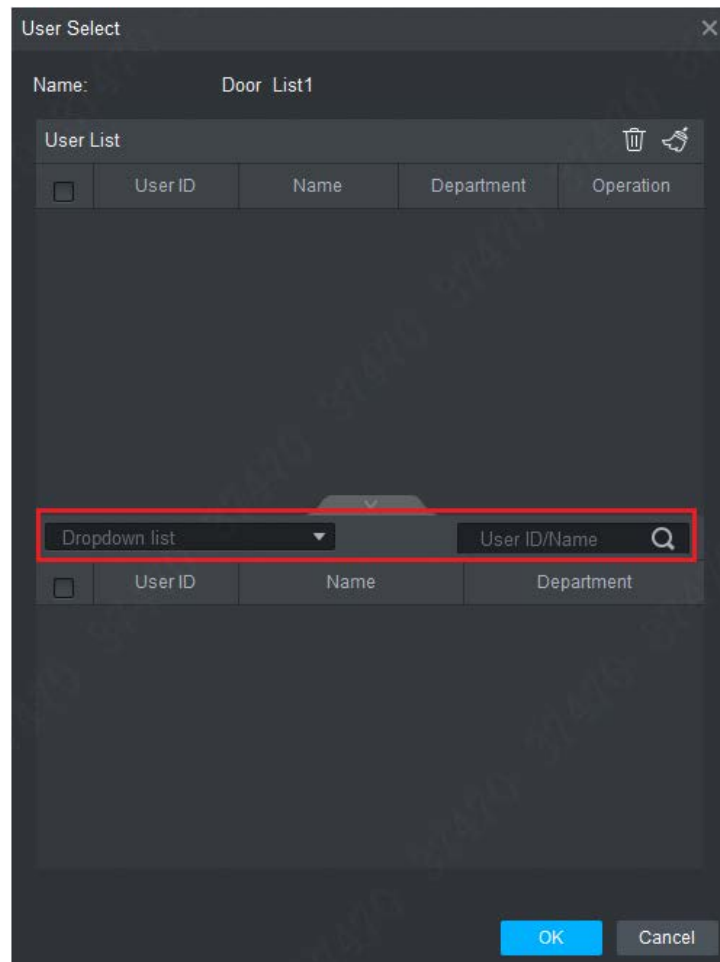 User Select
Name: Door List1
User List
User ID Name Department Operation
Dropdown list User ID/Name
User ID Name Department
OK Cancel